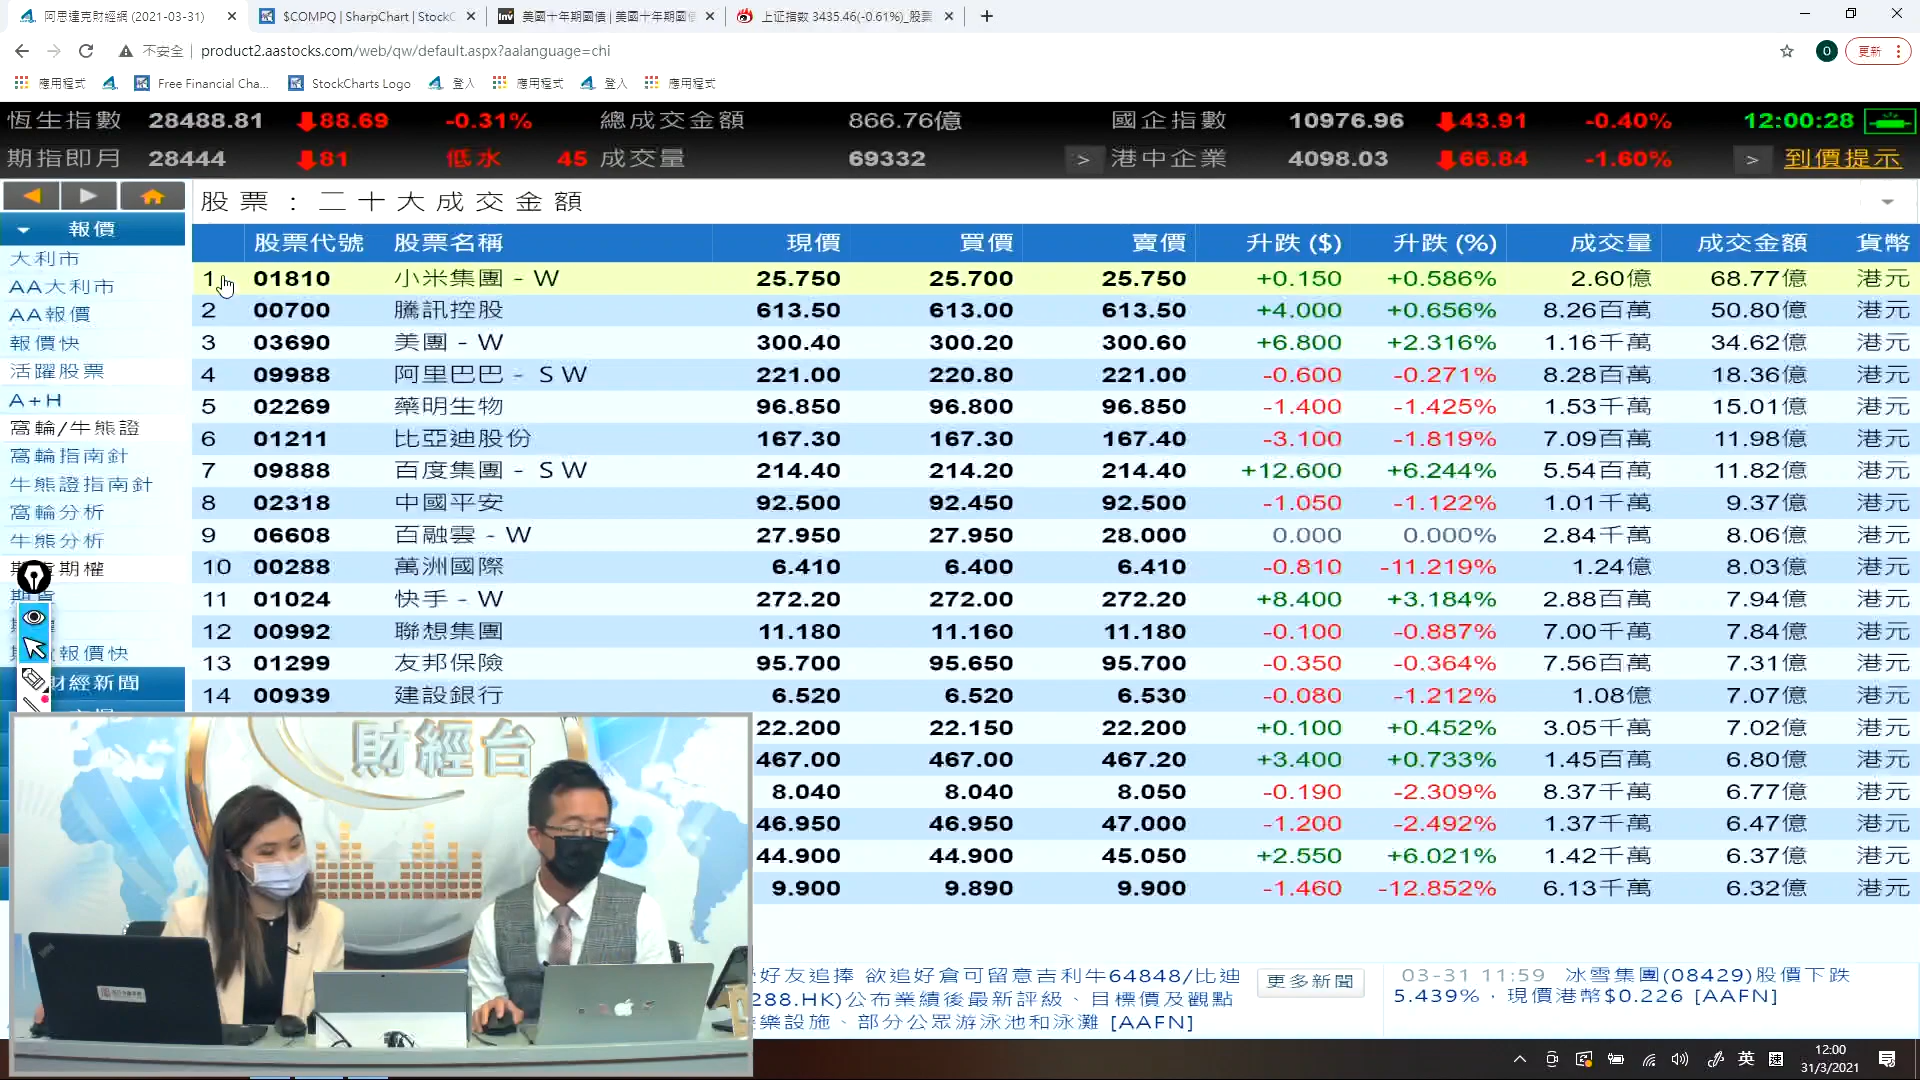 阿思達克財經網 (2021-03-31)
$COMPQ | SharpChart | StockC
美國十年期國債 | 美國十年期國債
上证指数 3435.46(-0.61%)_股票
不安全 product2.aastocks.com/web/qw/default.aspx?aalanguage=chi
O 更新
應用程式 Free Financial Cha... StockCharts Logo 登入 應用程式 登入 應用程式
恆生指數 28488.81 88.69 -0.31% 總成交金額 866.76億 國企指數 10976.96 43.91 -0.40% 12:00:28
期指即月 28444 81 低水 45 成交量 69332 > 港中企業 4098.03 66.84 -1.60% > 到價提示
股票:二十大成交金額
報價
大利市
AA大利市
AA報價
報價快
活躍股票
A+H
窩輪/牛熊證
窩輪指南針
牛熊證指南針
窩輪分析
牛熊分析
期權
期貨
報價快
財經新聞
股票代號 股票名稱 現價 買價 賣價 升跌 ($) 升跌 (%) 成交量 成交金額 貨幣
1 01810 小米集團 - W 25.750 25.700 25.750 +0.150 +0.586% 2.60億 68.77億 港元
2 00700 騰訊控股 613.50 613.00 613.50 +4.000 +0.656% 8.26百萬 50.80億 港元
3 03690 美團 - W 300.40 300.20 300.60 +6.800 +2.316% 1.16千萬 34.62億 港元
4 09988 阿里巴巴 - SW 221.00 220.80 221.00 -0.600 -0.271% 8.28百萬 18.36億 港元
5 02269 藥明生物 96.850 96.800 96.850 -1.400 -1.425% 1.53千萬 15.01億 港元
6 01211 比亞迪股份 167.30 167.30 167.40 -3.100 -1.819% 7.09百萬 11.98億 港元
7 09888 百度集團 - SW 214.40 214.20 214.40 +12.600 +6.244% 5.54百萬 11.82億 港元
8 02318 中國平安 92.500 92.450 92.500 -1.050 -1.122% 1.01千萬 9.37億 港元
9 06608 百融雲 - W 27.950 27.950 28.000 0.000 0.000% 2.84千萬 8.06億 港元
10 00288 萬洲國際 6.410 6.400 6.410 -0.810 -11.219% 1.24億 8.03億 港元
11 01024 快手 - W 272.20 272.00 272.20 +8.400 +3.184% 2.88百萬 7.94億 港元
12 00992 聯想集團 11.180 11.160 11.180 -0.100 -0.887% 7.00千萬 7.84億 港元
13 01299 友邦保險 95.700 95.650 95.700 -0.350 -0.364% 7.56百萬 7.31億 港元
14 00939 建設銀行 6.520 6.520 6.530 -0.080 -1.212% 1.08億 7.07億 港元
22.200 22.150 22.200 +0.100 +0.452% 3.05千萬 7.02億 港元
467.00 467.00 467.20 +3.400 +0.733% 1.45百萬 6.80億 港元
8.040 8.040 8.050 -0.190 -2.309% 8.37千萬 6.77億 港元
46.950 46.950 47.000 -1.200 -2.492% 1.37千萬 6.47億 港元
44.900 44.900 45.050 +2.550 +6.021% 1.42千萬 6.37億 港元
9.900 9.890 9.900 -1.460 -12.852% 6.13千萬 6.32億 港元
財經台
好友追捧 欲追好倉可留意吉利牛64848/比迪
288.HK)公布業績後最新評級、目標價及觀點
樂設施、部分公眾游泳池和泳灘 [AAFN]
更多新聞
03-31 11:59 冰雪集團(08429)股價下跌
5.439%，現價港幣$0.226 [AAFN]
英
12:00
31/3/2021